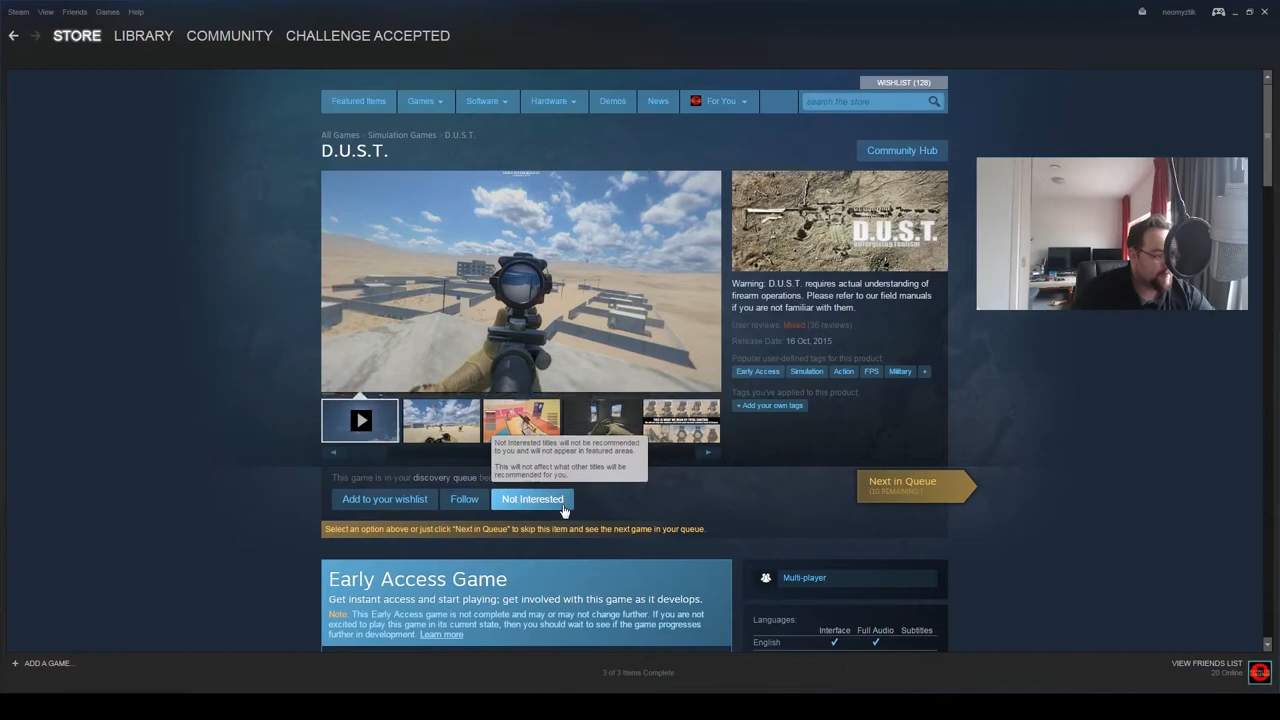 Steam View Friends Games Help
neomyztik
STORE LIBRARY COMMUNITY CHALLENGE ACCEPTED
WISHLIST (128)
Featured Items Games Software Hardware Demos News For You search the store
All Games > Simulation Games > D.U.S.T.
D.U.S.T.
Community Hub
D.U.S.T.
Warning: D.U.S.T. requires actual understanding of
firearm operations. Please refer to our field manuals
if you are not familiar with them.
User reviews: Mixed (36 reviews)
Release Date: 16 Oct, 2015
Popular user-defined tags for this product:
Early Access Simulation Action FPS Military +
Tags you've applied to this product:
+ Add your own tags
Not Interested titles will not be recommended
to you and will not appear in featured areas.
This will not affect what other titles will be
recommended for you.
This game is in your discovery queue
Add to your wishlist Follow Not Interested
Next in Queue
(10 REMAINING )
Select an option above or just click "Next in Queue" to skip this item and see the next game in your queue.
Early Access Game
Get instant access and start playing; get involved with this game as it develops.
Note: This Early Access game is not complete and may or may not change further. If you are not
excited to play this game in its current state, then you should wait to see if the game progresses
further in development. Learn more
Multi-player
Languages:
Interface Full Audio Subtitles
English
+ ADD A GAME...
3 of 3 Items Complete
VIEW FRIENDS LIST
20 Online